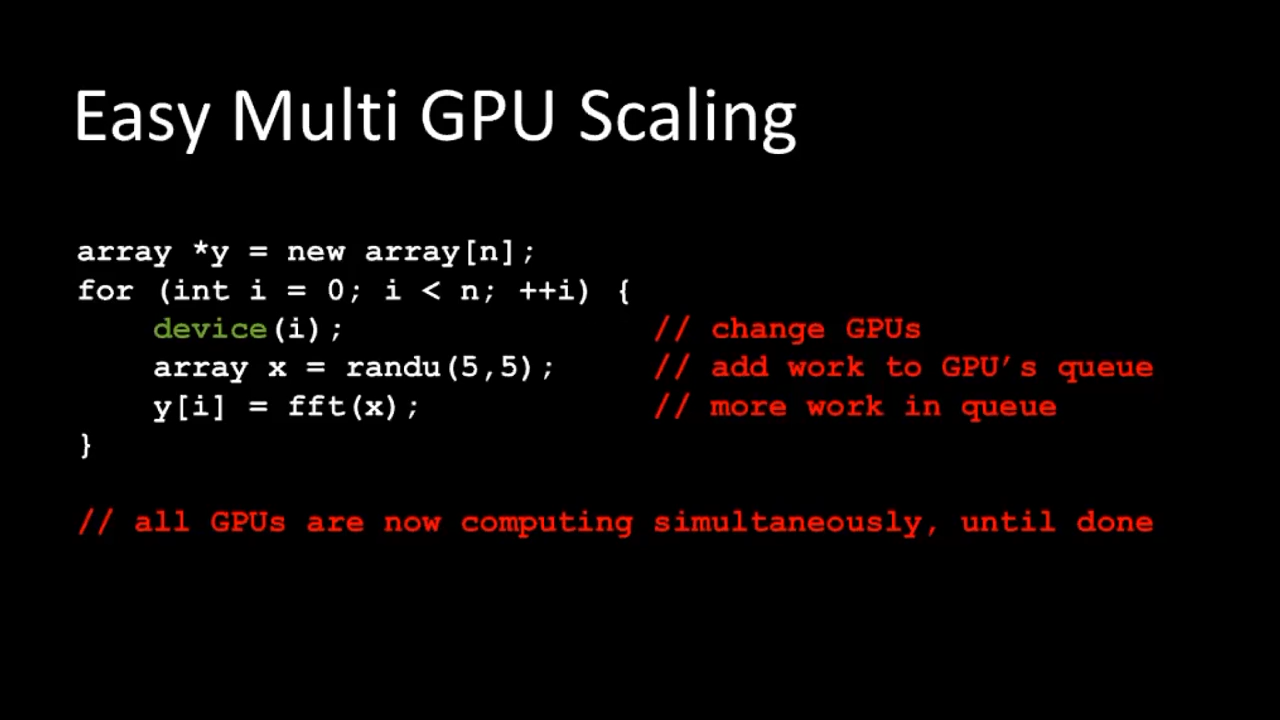 Easy Multi GPU Scaling
array *y = new array[n];
for (int i = 0; i < n; ++i) {
    device(i);                // change GPUs
    array x = randu(5,5);     // add work to GPU’s queue
    y[i] = fft(x);            // more work in queue
}
// all GPUs are now computing simultaneously, until done